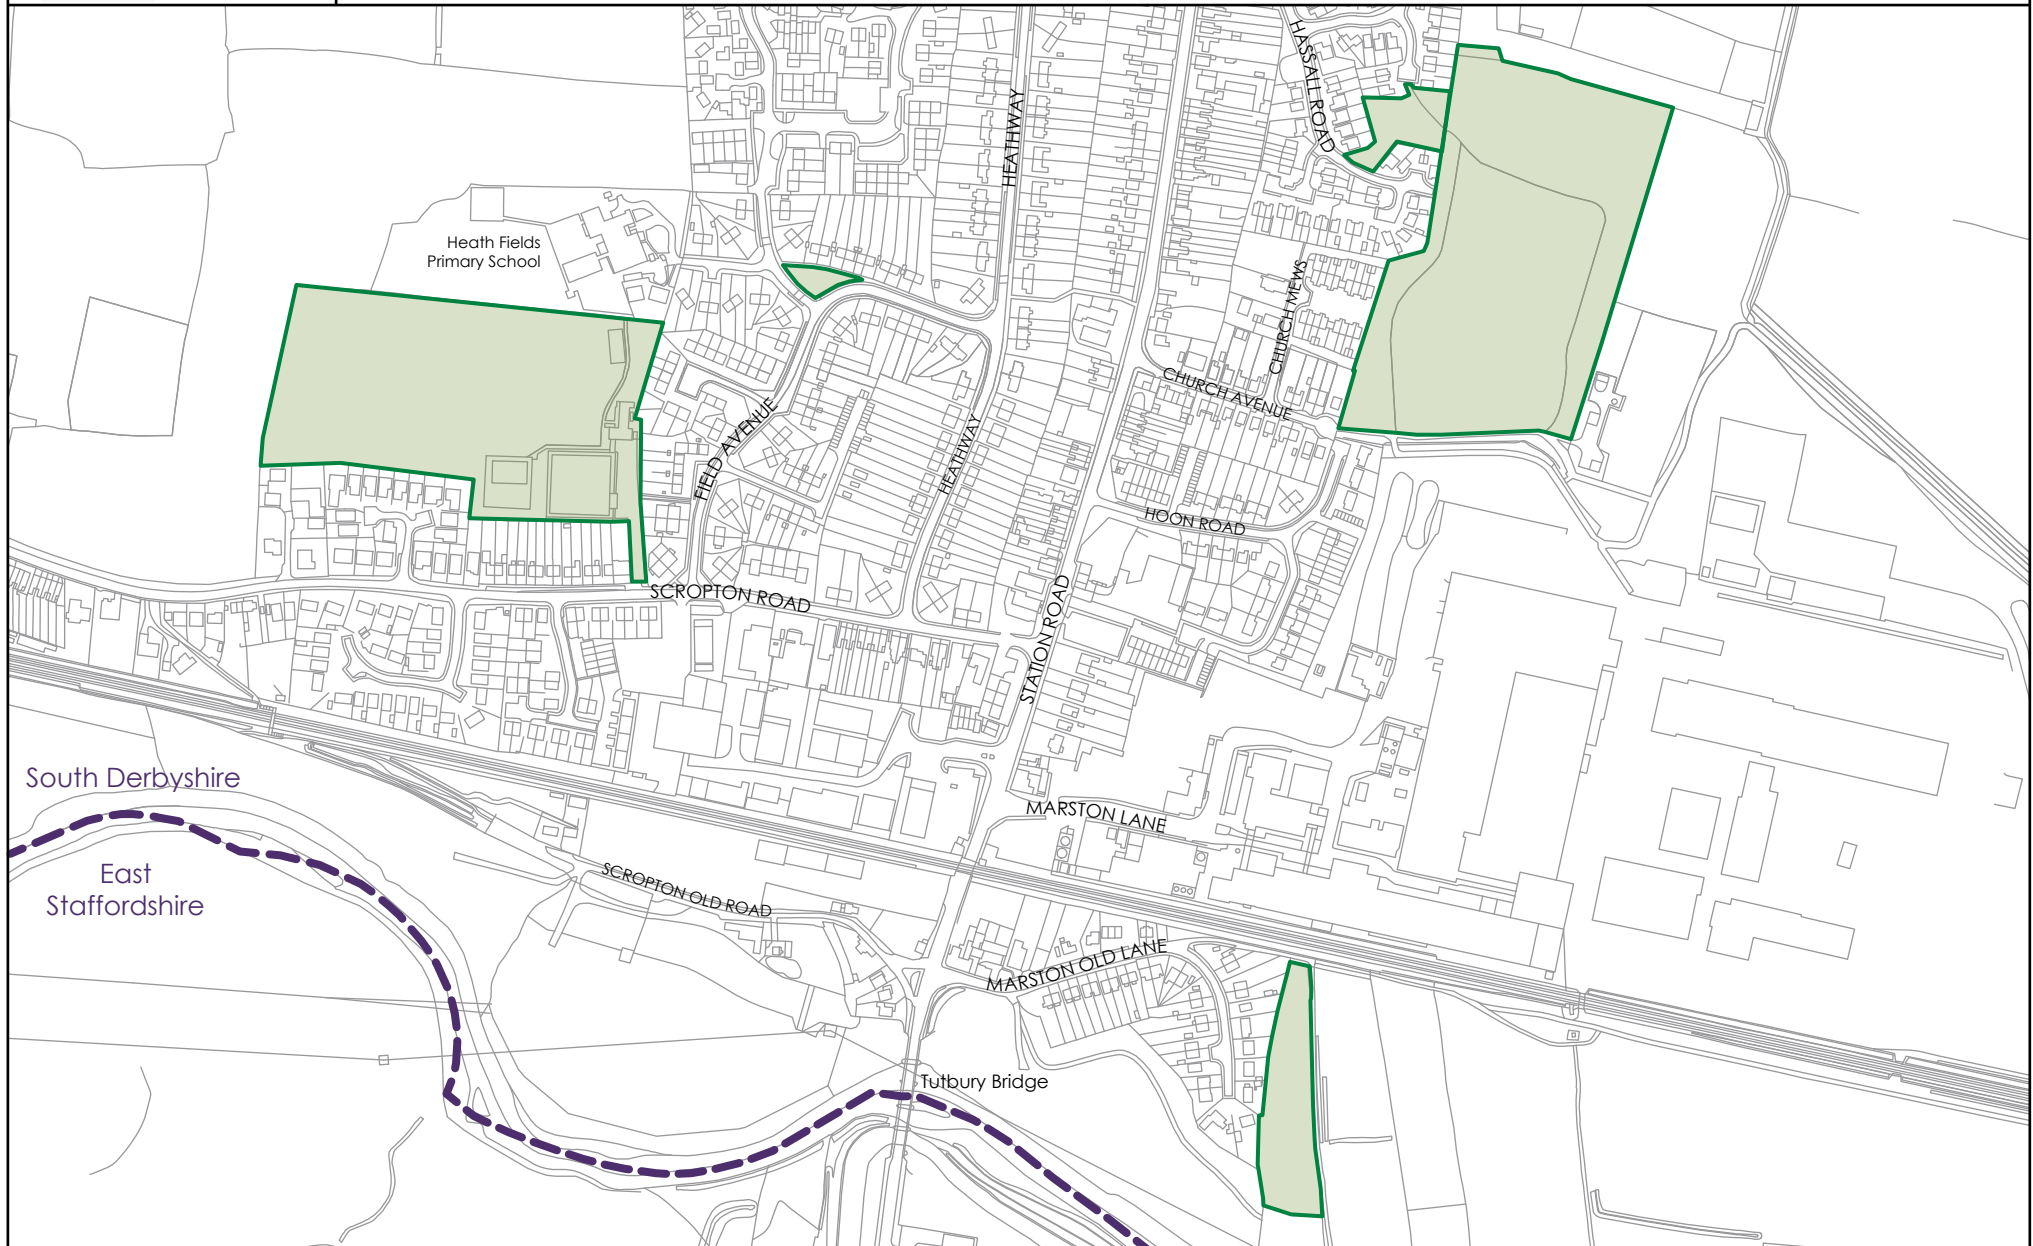 HASSALL ROAD
HEATHWAY
Heath Fields
Primary School
CHURCH MEWS
CHURCH AVENUE
FIELD AVENUE
HEATHWAY
HOON ROAD
SCROPTON ROAD
STATION ROAD
South Derbyshire
MARSTON LANE
East
Staffordshire
SCROPTON OLD ROAD
MARSTON OLD LANE
Tutbury Bridge